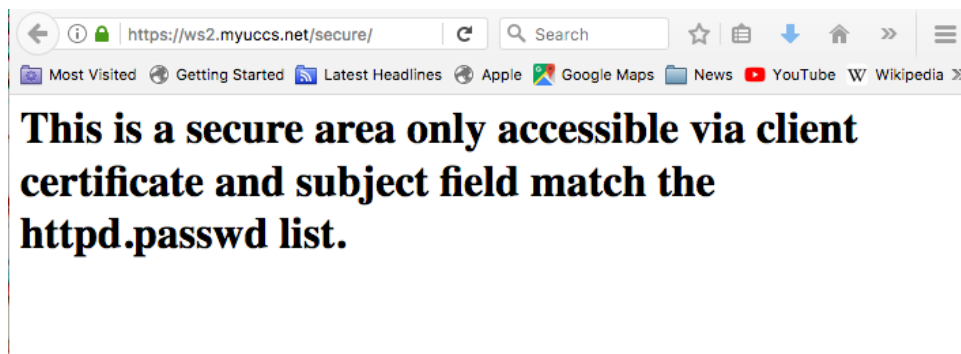 https://ws2.myuccs.net/secure/ Search
Most Visited Getting Started Latest Headlines Apple Google Maps News YouTube W Wikipedia
This is a secure area only accessible via client
certificate and subject field match the
httpd.passwd list.